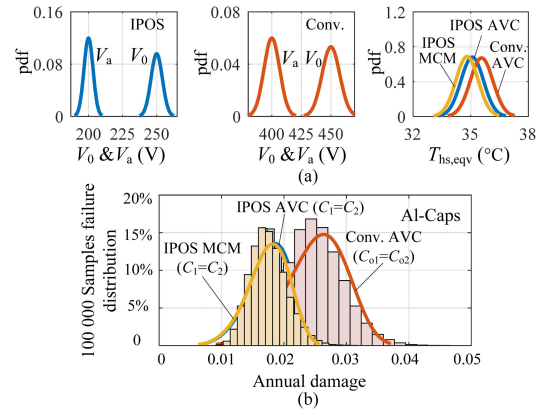 0.16
0.08
0
pdf
IPOS
Va
V0
200 225 250
V0 & Va (V)
0.08
0.04
0
pdf
Conv.
Va V0
400 425 450
V0 & Va (V)
1.2
0.8
0.4
0
pdf
IPOS AVC
IPOS
MCM
Conv.
AVC
32 35 38
Ths,eqv (°C)
(a)
100 000 Samples failure
distribution
20%
15%
10%
5%
0
IPOS AVC (C1=C2)
Al-Caps
IPOS MCM
(C1=C2)
Conv. AVC
(Co1=Co2)
0 0.01 0.02 0.03 0.04 0.05
Annual damage
(b)